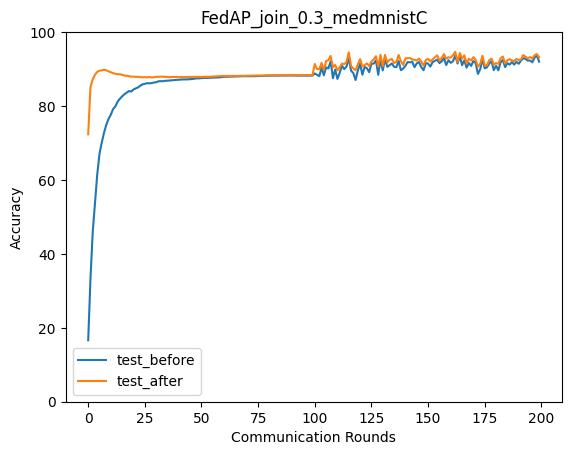 FedAP_join_0.3_medmnistC
Accuracy
100
80
60
40
20
0
test_before
test_after
0 25 50 75 100 125 150 175 200
Communication Rounds